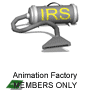 IRS
Animation Factory
MEMBERS ONLY